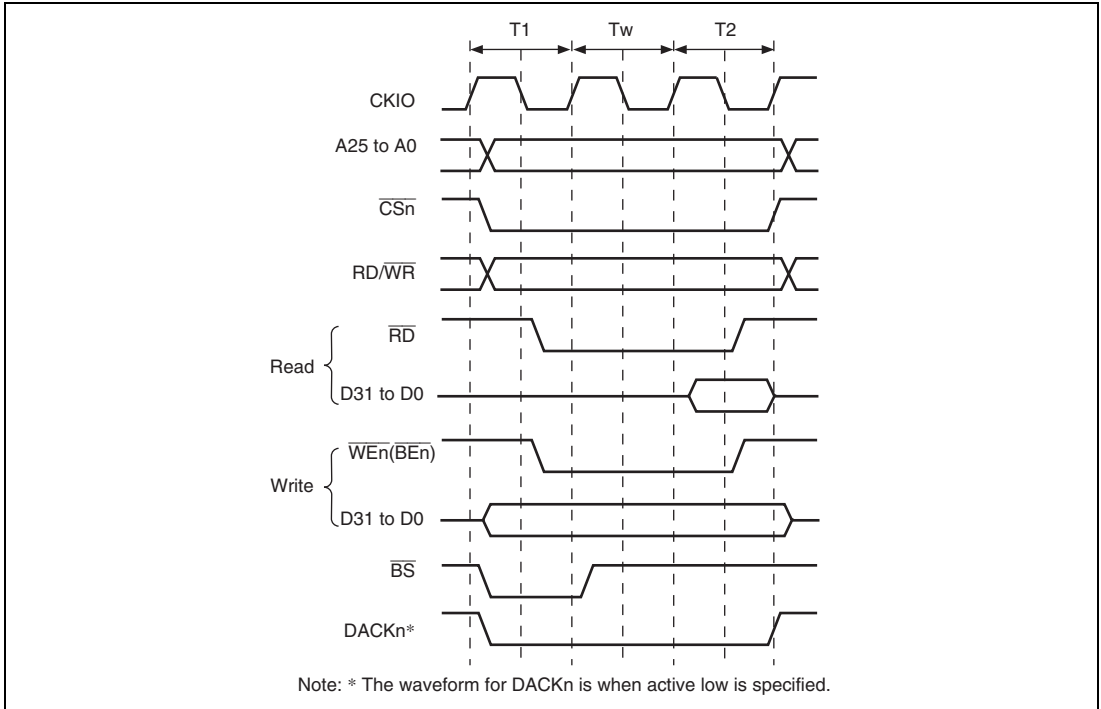 T1 Tw T2
CKIO
A25 to A0
CSn
RD/WR
RD
Read
D31 to D0
WEn(BEn)
Write
D31 to D0
BS
DACKn*
Note: * The waveform for DACKn is when active low is specified.